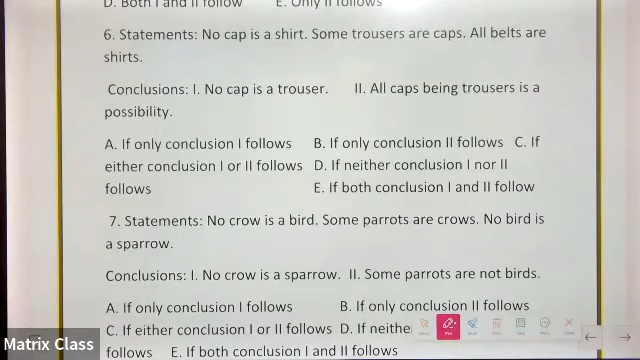 D. Both I and II follow E. Only II follows
6. Statements: No cap is a shirt. Some trousers are caps. All belts are
shirts.
Conclusions: I. No cap is a trouser. II. All caps being trousers is a
possibility.
A. If only conclusion I follows B. If only conclusion II follows C. If
either conclusion I or II follows D. If neither conclusion I nor II
follows E. If both conclusion I and II follow
7. Statements: No crow is a bird. Some parrots are crows. No bird is
a sparrow.
Conclusions: I. No crow is a sparrow. II. Some parrots are not birds.
A. If only conclusion I follows B. If only conclusion II follows
C. If either conclusion I or II follows D. If neithe
follows E. If both conclusion I and II follows
Matrix Class